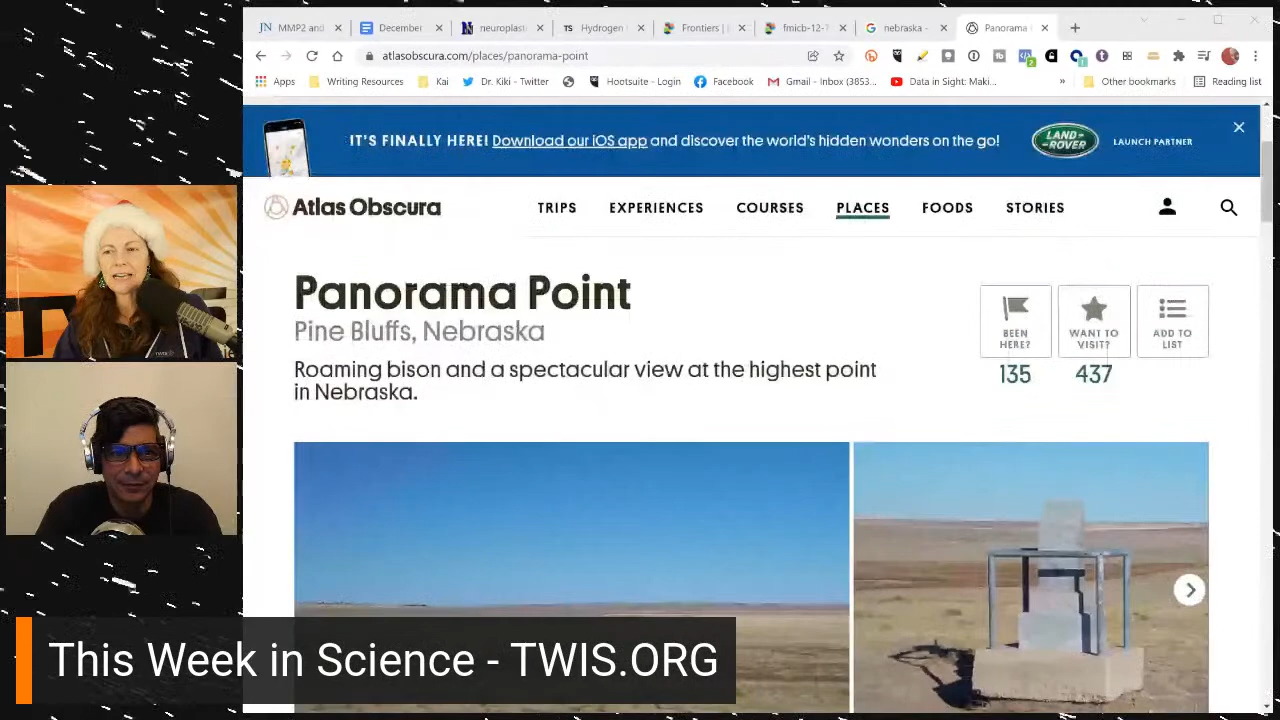 MMP2 and
December
neuroplast
Hydrogen
Frontiers |
fmicb-12-
nebraska -
Panorama
atlasobscura.com/places/panorama-point
Apps
Writing Resources
Kai
Dr. Kiki - Twitter
Hootsuite - Login
Facebook
Gmail - Inbox (3853...
Data in Sight: Maki...
»
Other bookmarks
Reading list
IT'S FINALLY HERE! Download our iOS app and discover the world's hidden wonders on the go!
LAND-ROVER
LAUNCH PARTNER
Atlas Obscura
TRIPS
EXPERIENCES
COURSES
PLACES
FOODS
STORIES
Panorama Point
Pine Bluffs, Nebraska
Roaming bison and a spectacular view at the highest point
in Nebraska.
BEEN
HERE?
135
WANT TO
VISIT?
437
ADD TO
LIST
This Week in Science - TWIS.ORG